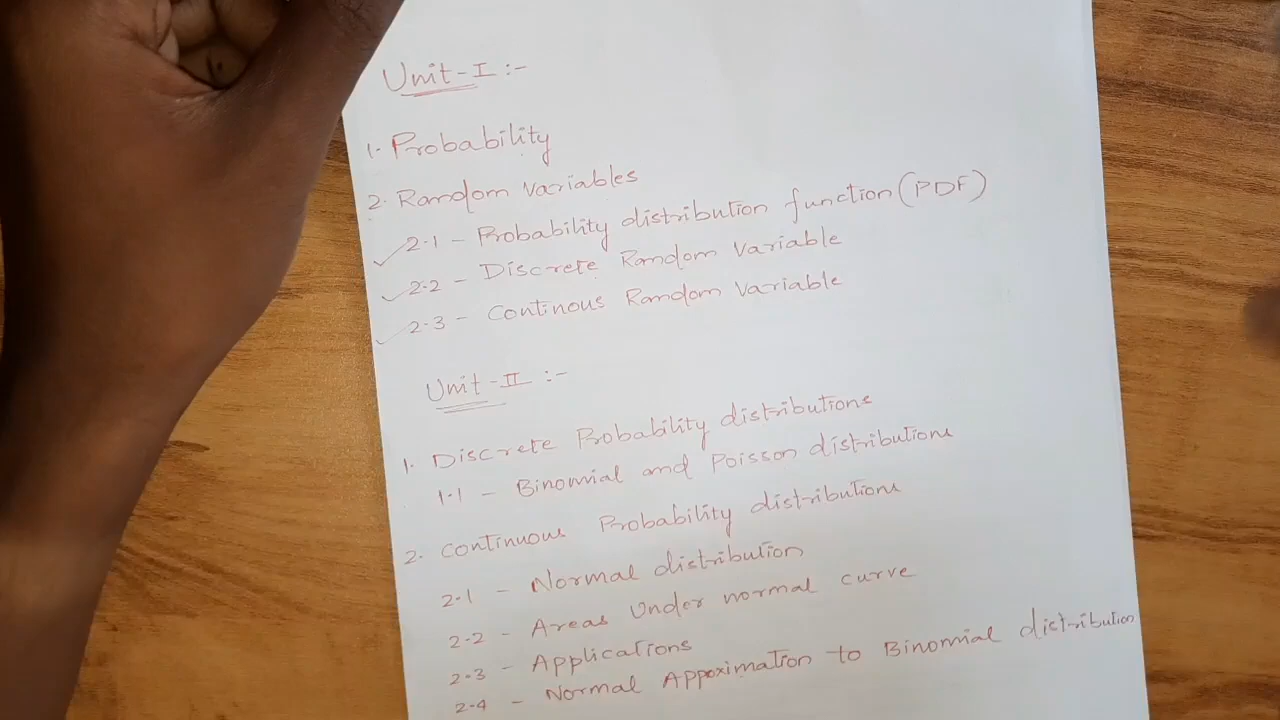 Unit-I :-
1. Probability
2. Random Variables
2.1 - Probability distribution function (PDF)
2.2 - Discrete Random Variable
2.3 - Continous Random Variable
Unit-II :-
1. Discrete Probability distributions
1.1 - Binomial and Poisson distributions
2. Continuous Probability distributions
2.1 - Normal distribution
2.2 - Areas Under normal curve
2.3 - Applications
2.4 - Normal Appoximation to Binomial distribution